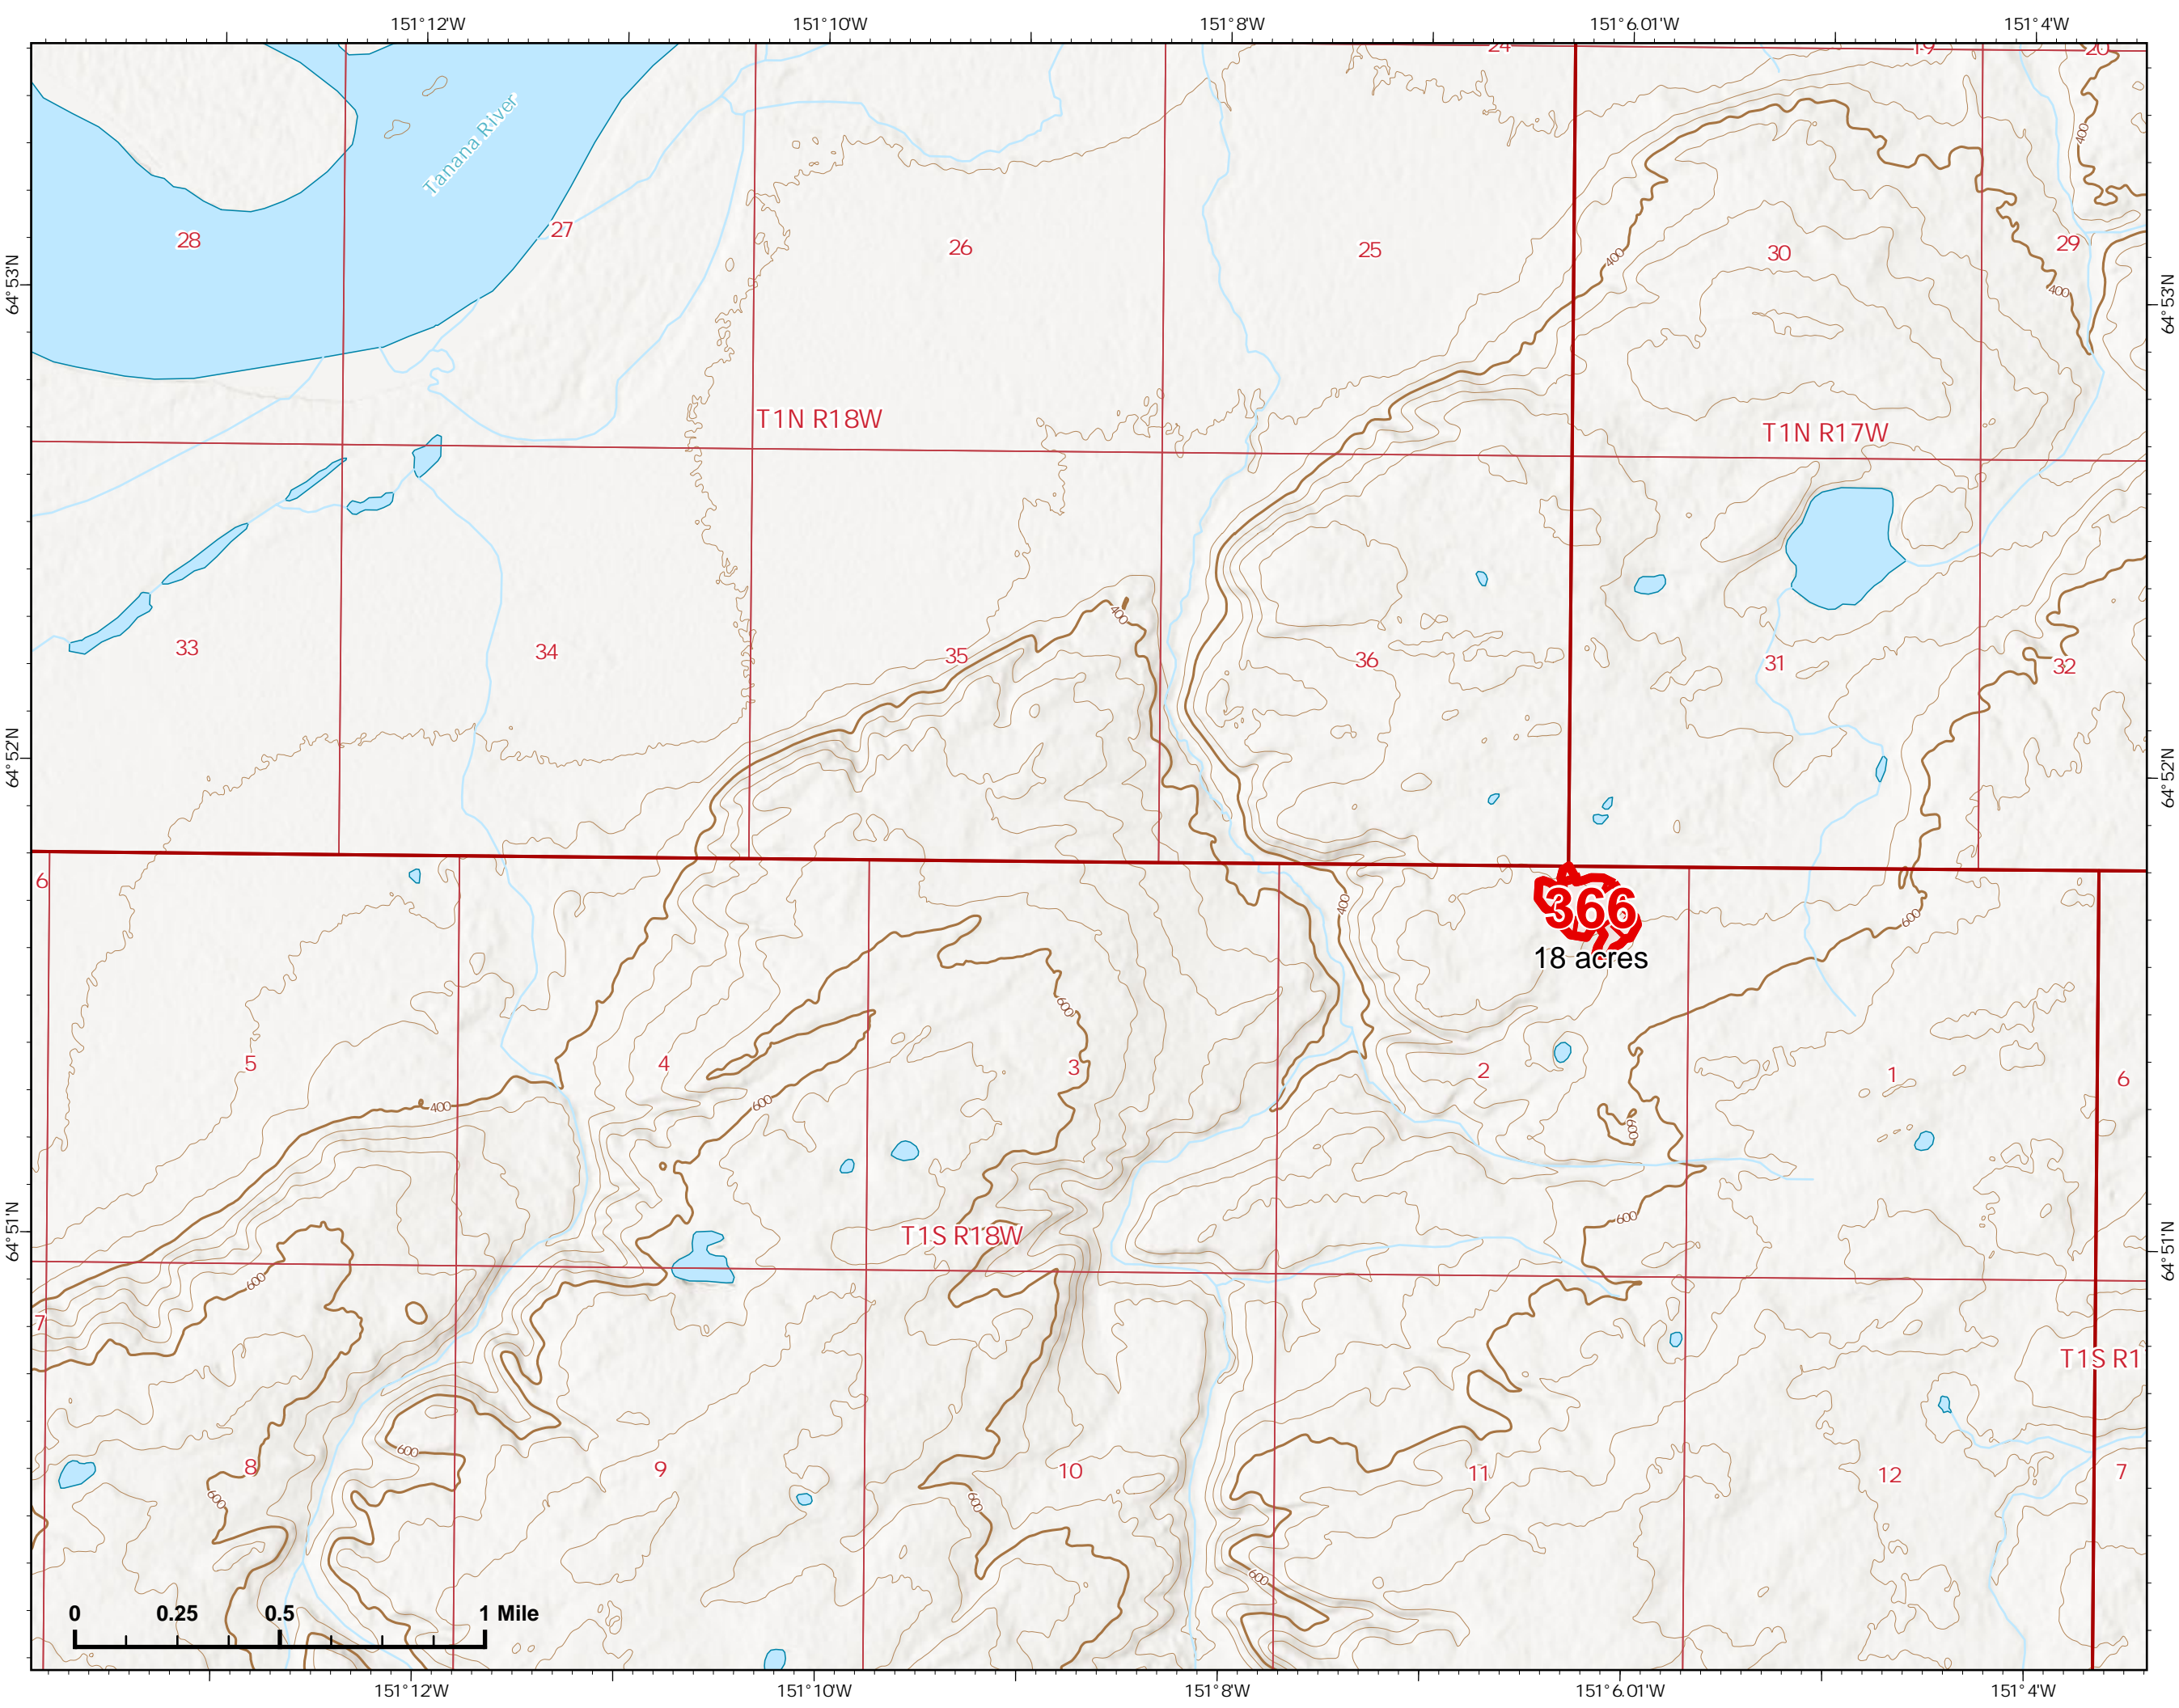 151°12'W 151°10'W 151°8'W 151°6.01'W 151°4'W
24 19 20
Tanana River
400
28 27 26 25 30 29
400 400
64°53'N 64°53'N
T1N R18W T1N R17W
400
33 34 35 36 31 32
64°52'N 64°52'N
6
366
400 600
18 acres
600
5 4 3 2 1 6
400 600
600
64°51'N 64°51'N
T1S R18W 600
600
7
T1S R1
600
8 9 10 11 12 7
600 600
600
0 0.25 0.5 1 Mile
151°12'W 151°10'W 151°8'W 151°6.01'W 151°4'W